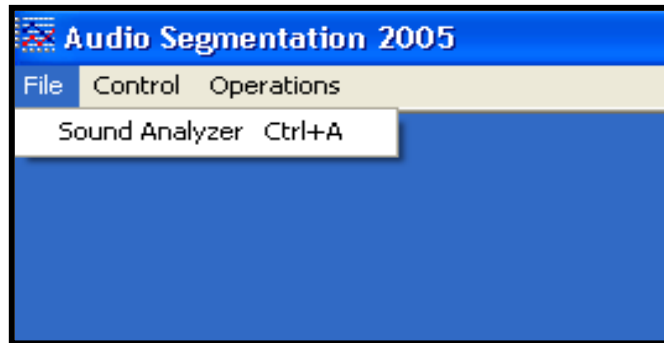 Audio Segmentation 2005
File Control Operations
Sound Analyzer Ctrl+A